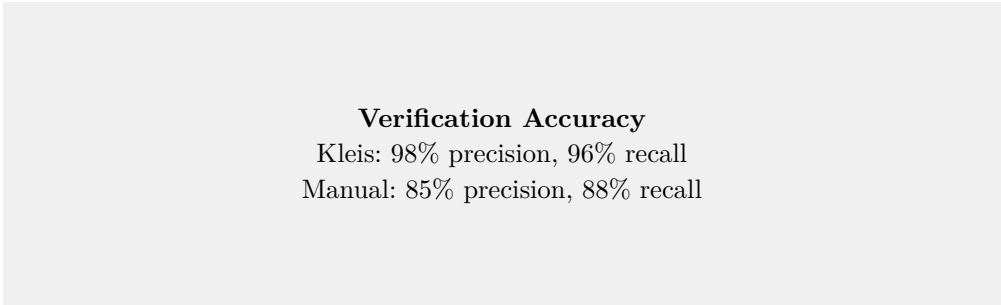 Verification Accuracy
Kleis: 98% precision, 96% recall
Manual: 85% precision, 88% recall